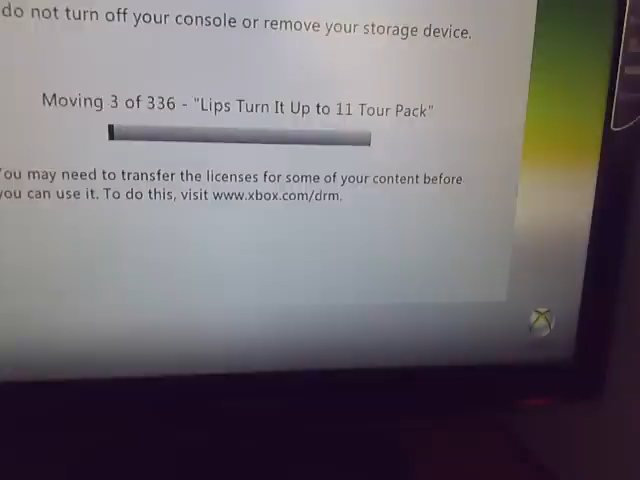 do not turn off your console or remove your storage device.
Moving 3 of 336 - "Lips Turn It Up to 11 Tour Pack"
You may need to transfer the licenses for some of your content before
you can use it. To do this, visit www.xbox.com/drm.